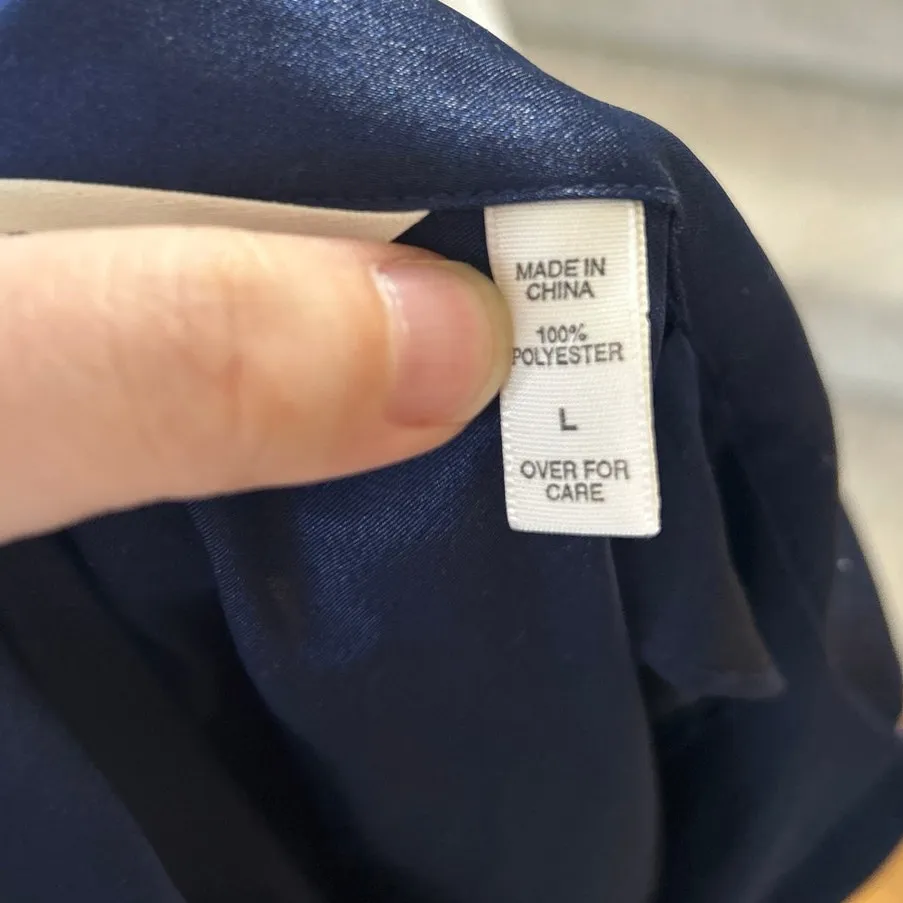 MADE IN
CHINA
100%
POLYESTER
L
OVER FOR
CARE